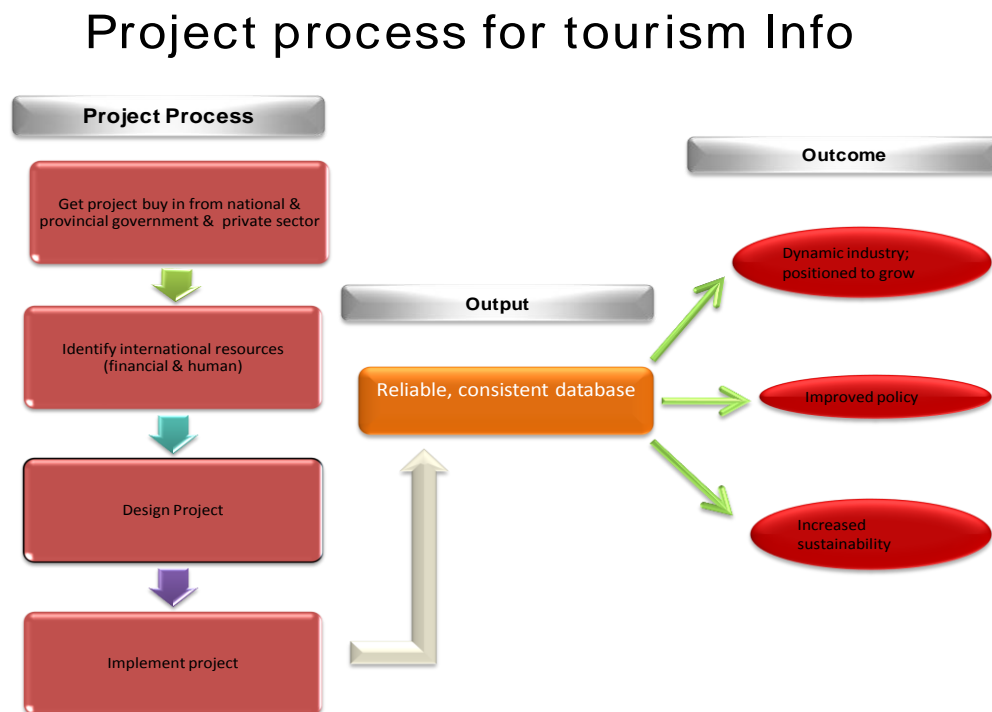 Project process for tourism Info
Project Process
Get project buy in from national &
provincial government & private sector
Identify international resources
(financial & human)
Design Project
Implement project
Output
Reliable, consistent database
Outcome
Dynamic industry;
positioned to grow
Improved policy
Increased
sustainability